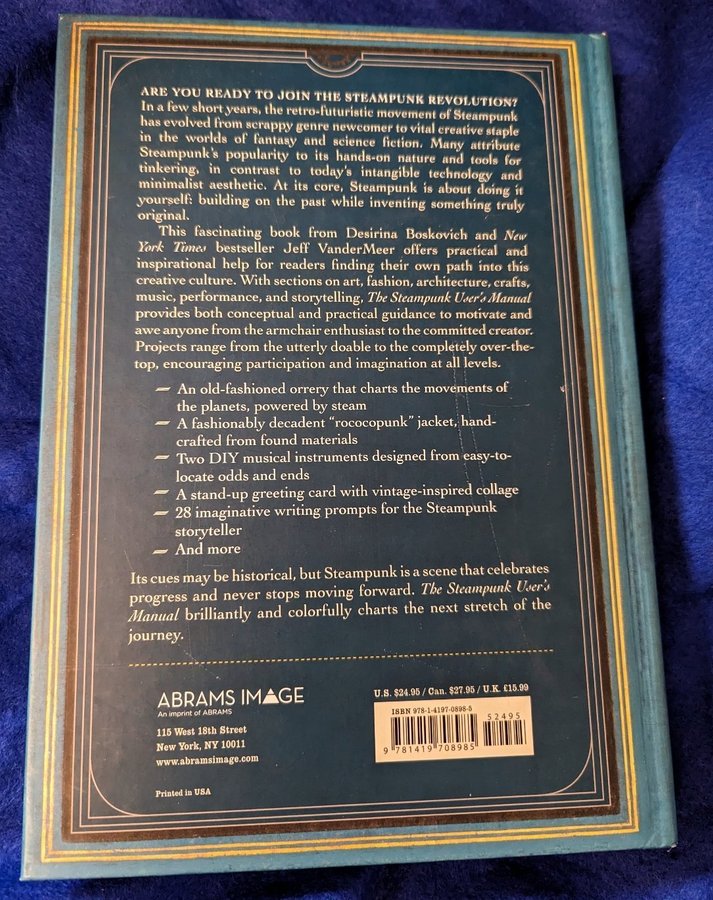 ARE YOU READY TO JOIN THE STEAMPUNK REVOLUTION?
In a few short years, the retro-futuristic movement of Steampunk
has evolved from scrappy genre newcomer to vital creative staple
in the worlds of fantasy and science fiction. Many attribute
Steampunk's popularity to its hands-on nature and tools for
tinkering, in contrast to today's intangible technology and
minimalist aesthetic. At its core, Steampunk is about doing it
yourself: building on the past while inventing something truly
original.
This fascinating book from Desirina Boskovich and New
York Times bestseller Jeff VanderMeer offers practical and
inspirational help for readers finding their own path into this
creative culture. With sections on art, fashion, architecture, crafts,
music, performance, and storytelling, The Steampunk User's Manual
provides both conceptual and practical guidance to motivate and
awe anyone from the armchair enthusiast to the committed creator.
Projects range from the utterly doable to the completely over-the-
top, encouraging participation and imagination at all levels.
— An old-fashioned orrery that charts the movements of
the planets, powered by steam
— A fashionably decadent “rococopunk” jacket, hand-
crafted from found materials
— Two DIY musical instruments designed from easy-to-
locate odds and ends
— A stand-up greeting card with vintage-inspired collage
— 28 imaginative writing prompts for the Steampunk
storyteller
— And more
Its cues may be historical, but Steampunk is a scene that celebrates
progress and never stops moving forward. The Steampunk User's
Manual brilliantly and colorfully charts the next stretch of the
journey.
ABRAMS IMAGE
An imprint of ABRAMS
115 West 18th Street
New York, NY 10011
www.abramsimage.com
Printed in USA
U.S. $24.95 / Can. $27.95 / U.K. £15.99
ISBN 978-1-4197-0898-5
52495
9 781419 708985